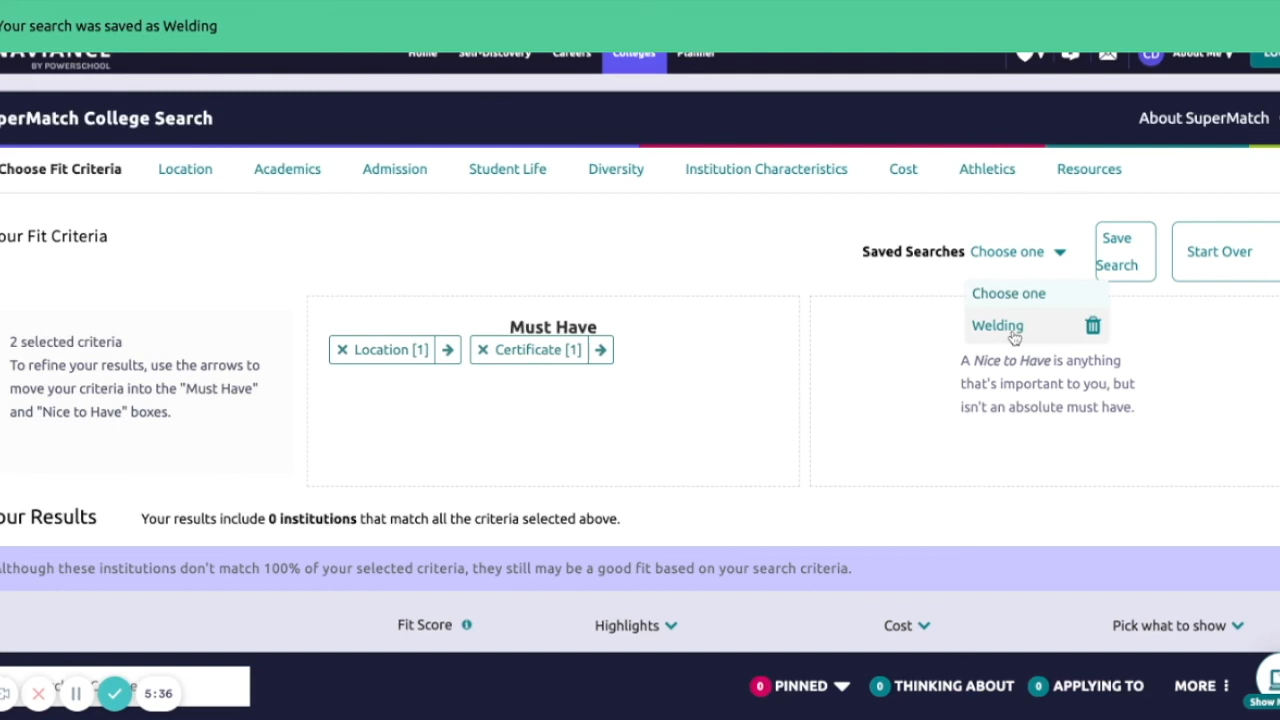 Your search was saved as Welding
NAVIANCE
BY POWERSCHOOL
Home Self-Discovery Careers Colleges Planner
CD About Me
perMatch College Search
About SuperMatch
Choose Fit Criteria Location Academics Admission Student Life Diversity Institution Characteristics Cost Athletics Resources
our Fit Criteria
Saved Searches Choose one
Save
Search
Start Over
Choose one
Welding
2 selected criteria
To refine your results, use the arrows to
move your criteria into the "Must Have"
and "Nice to Have" boxes.
Must Have
Location [1]
Certificate [1]
A Nice to Have is anything
that's important to you, but
isn't an absolute must have.
our Results
Your results include 0 institutions that match all the criteria selected above.
lthough these institutions don't match 100% of your selected criteria, they still may be a good fit based on your search criteria.
Fit Score Highlights Cost Pick what to show
5:36
0 PINNED 0 THINKING ABOUT 0 APPLYING TO MORE
Show